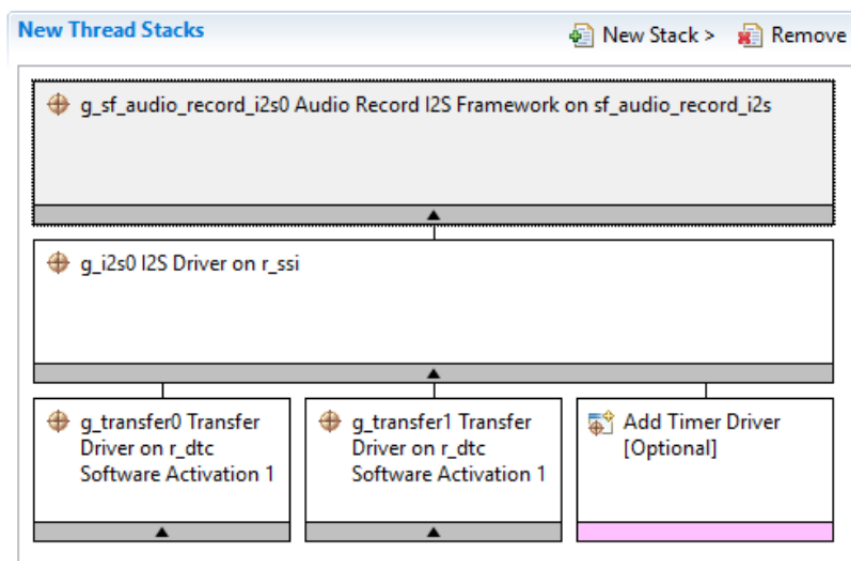 New Thread Stacks
New Stack > Remove
g_sf_audio_record_i2s0 Audio Record I2S Framework on sf_audio_record_i2s
g_i2s0 I2S Driver on r_ssi
g_transfer0 Transfer
Driver on r_dtc
Software Activation 1
g_transfer1 Transfer
Driver on r_dtc
Software Activation 1
Add Timer Driver
[Optional]